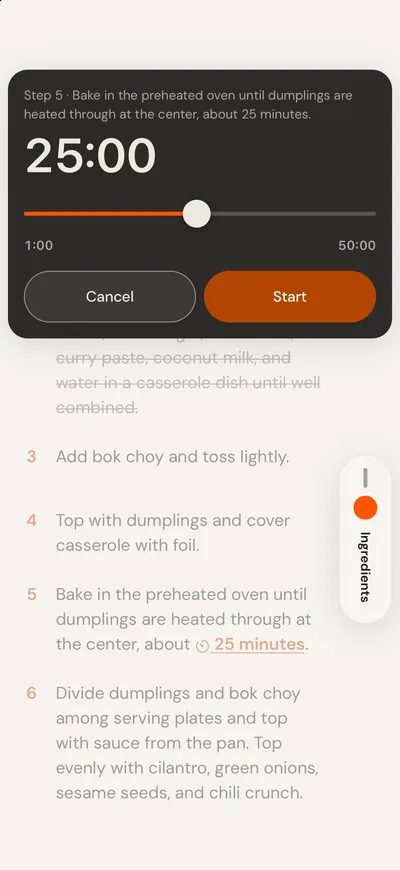 Step 5 · Bake in the preheated oven until dumplings are
heated through at the center, about 25 minutes.
25:00
1:00
50:00
Cancel
Start
curry paste, coconut milk, and
water in a casserole dish until well
combined.
3 Add bok choy and toss lightly.
4 Top with dumplings and cover
casserole with foil.
Ingredients
5 Bake in the preheated oven until
dumplings are heated through at
the center, about 25 minutes.
6 Divide dumplings and bok choy
among serving plates and top
with sauce from the pan. Top
evenly with cilantro, green onions,
sesame seeds, and chili crunch.